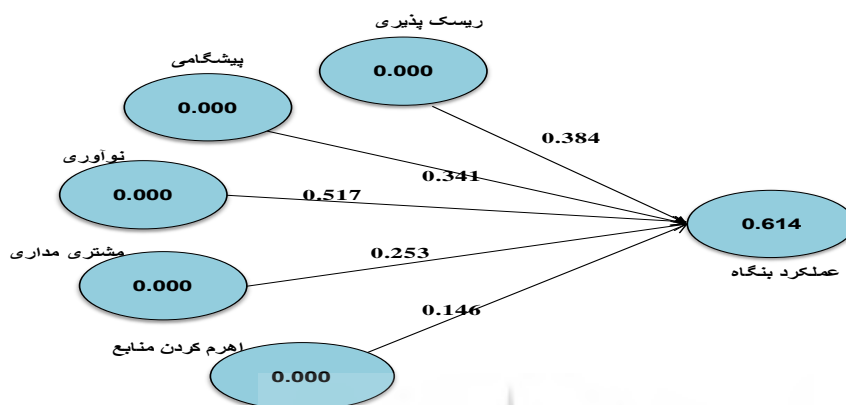 ریسک پذیری
0.000
پیشگامی
0.000
0.384
نوآوری
0.000
0.341
0.517
0.614
عملکرد بنگاه
مشتری مداری
0.000
0.253
اهرم کردن منابع
0.000
0.146